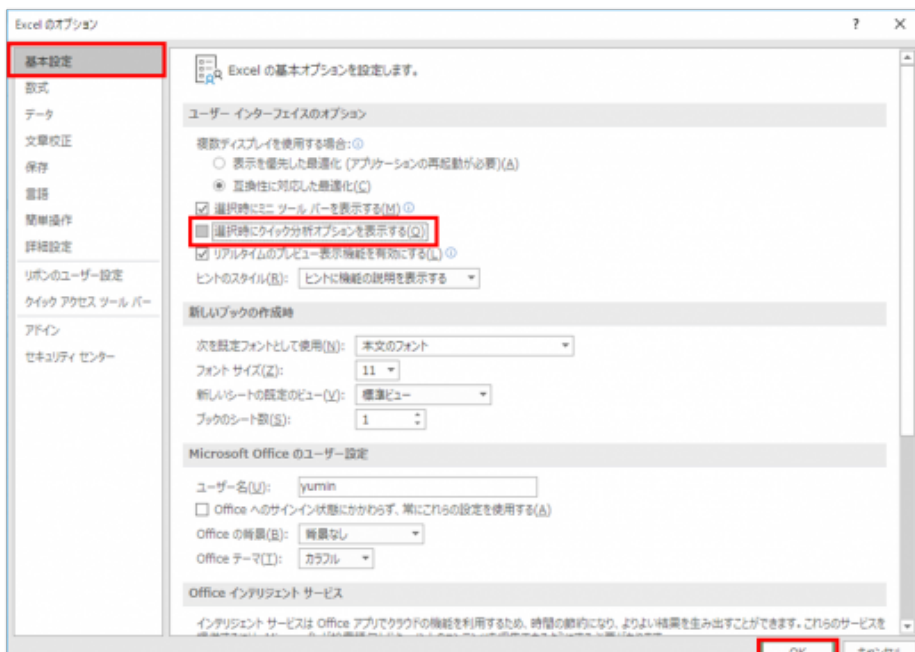 Excel のオプション
? ×
基本設定
数式
データ
文章校正
保存
言語
簡単操作
詳細設定
リボンのユーザー設定
クイック アクセス ツール バー
アドイン
セキュリティ センター
Excel の基本オプションを設定します。
ユーザー インターフェイスのオプション
複数ディスプレイを使用する場合:
表示を優先した最適化 (アプリケーションの再起動が必要)(A)
互換性に対応した最適化(C)
選択時にミニ ツール バーを表示する(M)
選択時にクイック分析オプションを表示する(Q)
リアルタイムのプレビュー表示機能を有効にする(L)
ヒントのスタイル(R): ヒントに機能の説明を表示する
新しいブックの作成時
次を既定フォントとして使用(N): 本文のフォント
フォント サイズ(Z): 11
新しいシートの既定のビュー(V): 標準ビュー
ブックのシート数(S): 1
Microsoft Office のユーザー設定
ユーザー名(U): yumin
Office へのサインイン状態にかかわらず、常にこれらの設定を使用する(A)
Office の背景(B): 背景なし
Office テーマ(T): カラフル
Office インテリジェント サービス
インテリジェント サービスは Office アプリでクラウドの機能を利用するため、時間の節約になり、よりよい結果を生み出すことができます。これらのサービスを
OK キャンセル